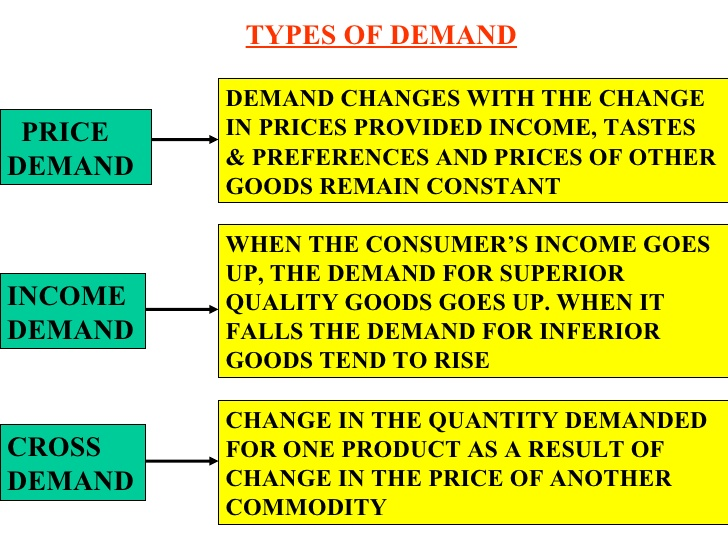 TYPES OF DEMAND
PRICE
DEMAND
DEMAND CHANGES WITH THE CHANGE
IN PRICES PROVIDED INCOME, TASTES
& PREFERENCES AND PRICES OF OTHER
GOODS REMAIN CONSTANT
INCOME
DEMAND
WHEN THE CONSUMER’S INCOME GOES
UP, THE DEMAND FOR SUPERIOR
QUALITY GOODS GOES UP. WHEN IT
FALLS THE DEMAND FOR INFERIOR
GOODS TEND TO RISE
CROSS
DEMAND
CHANGE IN THE QUANTITY DEMANDED
FOR ONE PRODUCT AS A RESULT OF
CHANGE IN THE PRICE OF ANOTHER
COMMODITY